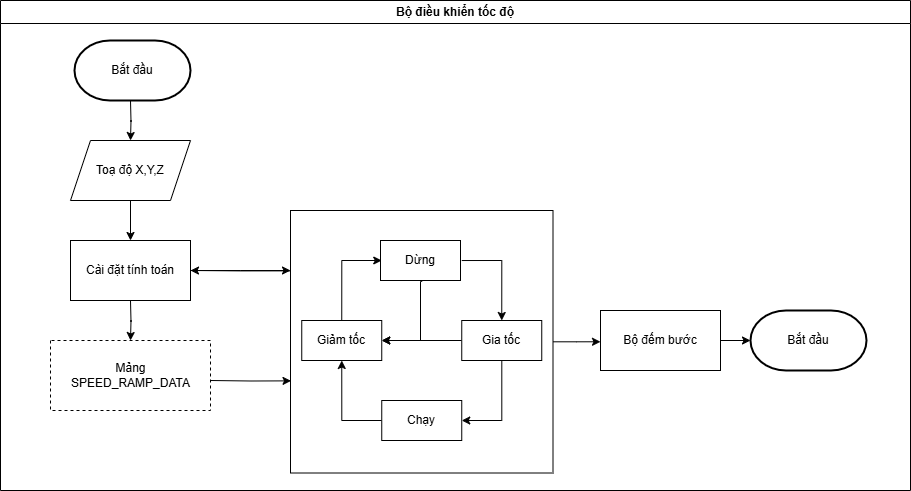 Bộ điều khiển tốc độ
Bắt đầu
Toạ độ X,Y,Z
Cải đặt tính toán
Mảng
SPEED_RAMP_DATA
Dừng
Giảm tốc
Gia tốc
Chạy
Bộ đếm bước
Bắt đầu